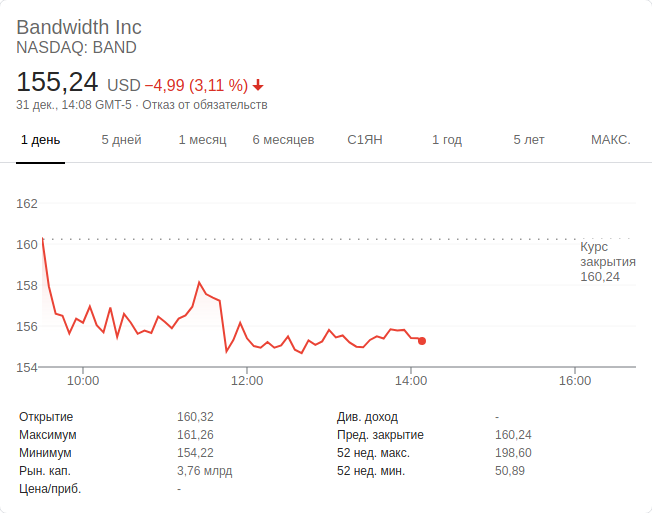 Bandwidth Inc
NASDAQ: BAND
155,24 USD −4,99 (3,11 %)
31 дек., 14:08 GMT-5 · Отказ от обязательств
1 день 5 дней 1 месяц 6 месяцев С1ЯН 1 год 5 лет МАКС.
162
160
158
156
154
Курс
закрытия
160,24
10:00 12:00 14:00 16:00
Открытие 160,32 Див. доход -
Максимум 161,26 Пред. закрытие 160,24
Минимум 154,22 52 нед. макс. 198,60
Рын. кап. 3,76 млрд 52 нед. мин. 50,89
Цена/приб. -